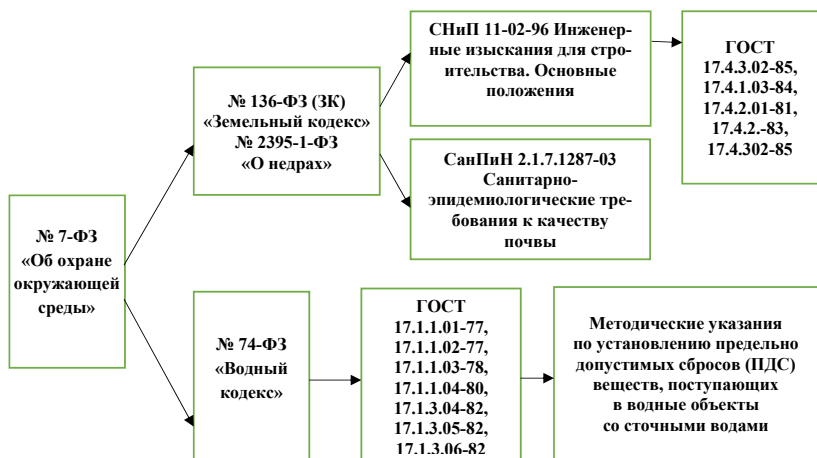 № 7-ФЗ
«Об охране
окружающей
среды»
№ 136-ФЗ (ЗК)
«Земельный кодекс»
№ 2395-1-ФЗ
«О недрах»
СНиП 11-02-96 Инженер-
ные изыскания для стро-
ительства. Основные
положения
ГОСТ
17.4.3.02-85,
17.4.1.03-84,
17.4.2.01-81,
17.4.2.-83,
17.4.302-85
СанПиН 2.1.7.1287-03
Санитарно-
эпидемиологические тре-
бования к качеству
почвы
№ 74-ФЗ
«Водный
кодекс»
ГОСТ
17.1.1.01-77,
17.1.1.02-77,
17.1.1.03-78,
17.1.1.04-80,
17.1.3.04-82,
17.1.3.05-82,
17.1.3.06-82
Методические указания
по установлению предельно
допустимых сбросов (ПДС)
веществ, поступающих
в водные объекты
со сточными водами